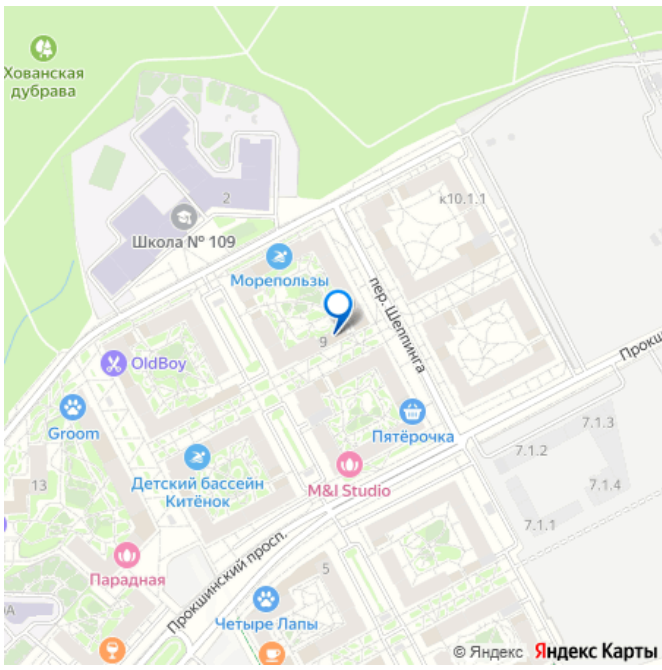 Хованская
дубрава
к10.1.1
2
Школа № 109
Морепользы
пер. Шеппинга
9
OldBoy
Groom
Пятёрочка
Детский бассейн
Китёнок
M&I Studio
7.1.3
7.1.2
7.1.4
7.1.1
13
Парадная
Прокшинский просп.
5
Четыре Лапы
© Яндекс Яндекс Карты